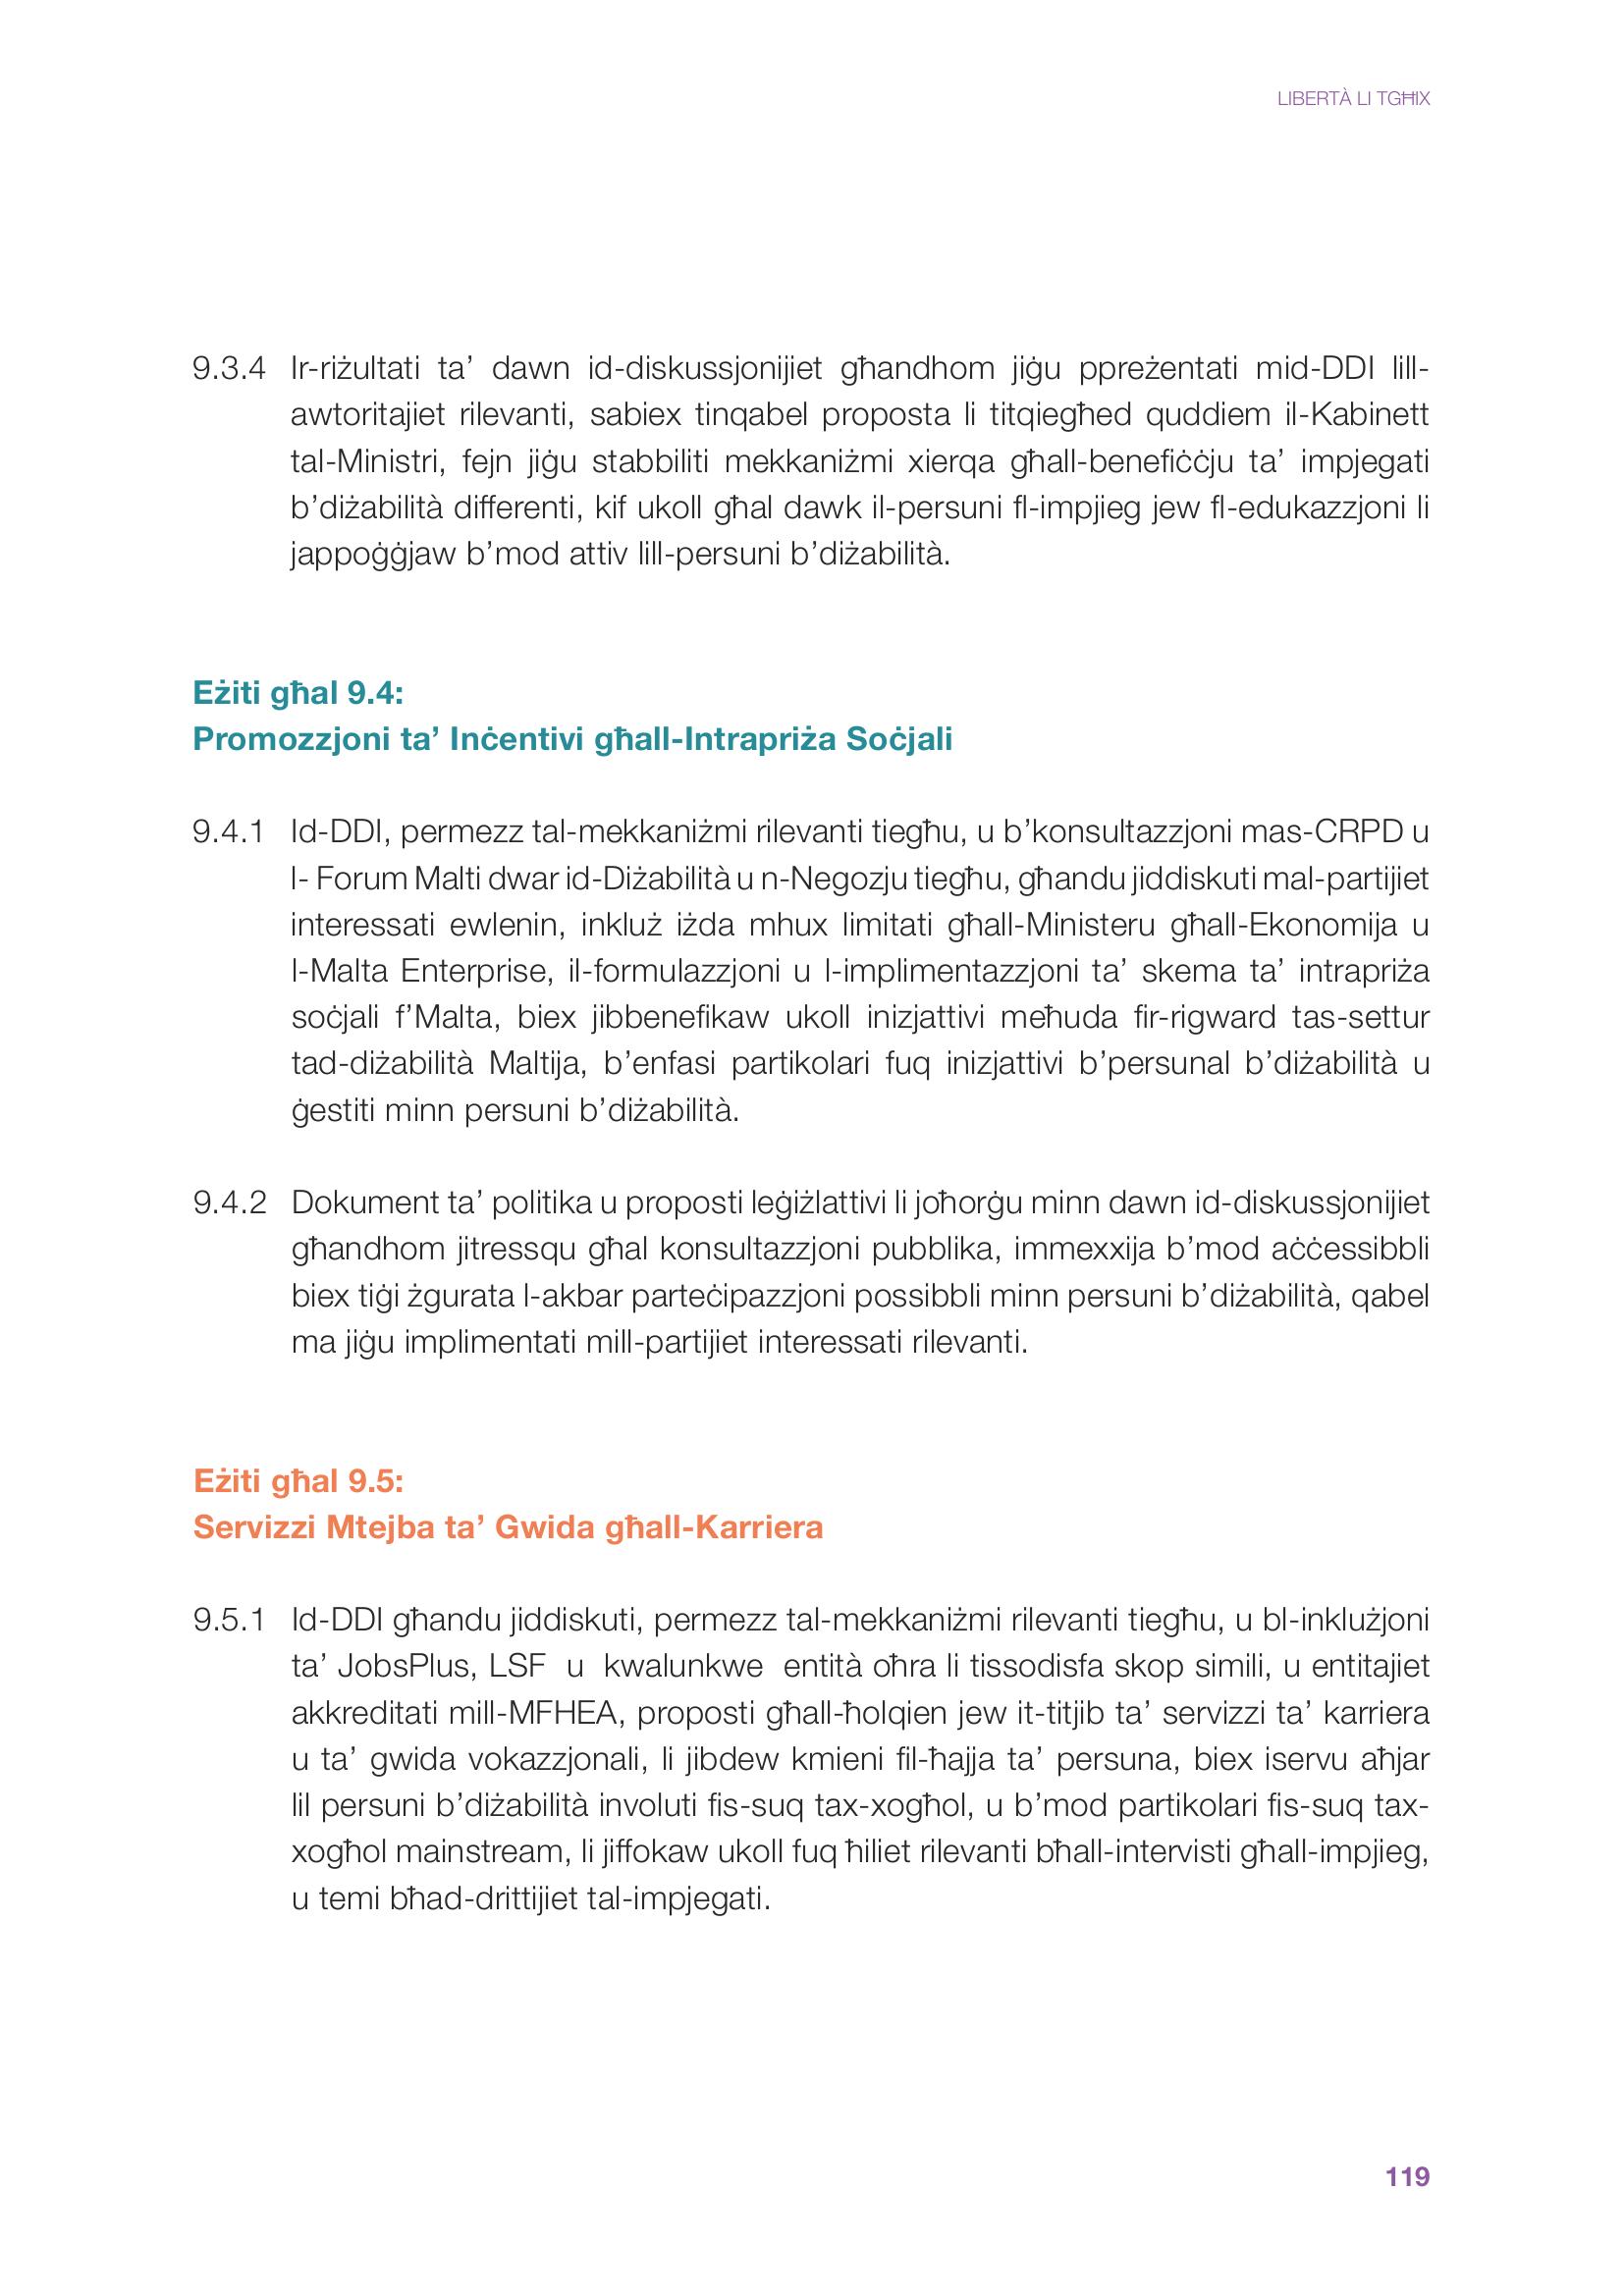 LIBERTÀ LI TGĦIX
9.3.4 Ir-riżultati ta’ dawn id-diskussjonijiet għandhom jiġu ppreżentati mid-DDI lill-
awtoritajiet rilevanti, sabiex tinqabel proposta li titqiegħed quddiem il-Kabinett
tal-Ministri, fejn jiġu stabbiliti mekkaniżmi xierqa għall-benefiċċju ta’ impjegati
b’diżabilità differenti, kif ukoll għal dawk il-persuni fl-impjieg jew fl-edukazzjoni li
jappoġġjaw b’mod attiv lill-persuni b’diżabilità.
Eżiti għal 9.4:
Promozzjoni ta’ Inċentivi għall-Intrapriża Soċjali
9.4.1 Id-DDI, permezz tal-mekkaniżmi rilevanti tiegħu, u b’konsultazzjoni mas-CRPD u
l- Forum Malti dwar id-Diżabilità u n-Negozju tiegħu, għandu jiddiskuti mal-partijiet
interessati ewlenin, inkluż iżda mhux limitati għall-Ministeru għall-Ekonomija u
l-Malta Enterprise, il-formulazzjoni u l-implimentazzjoni ta’ skema ta’ intrapriża
soċjali f’Malta, biex jibbenefikaw ukoll inizjattivi meħuda fir-rigward tas-settur
tad-diżabilità Maltija, b’enfasi partikolari fuq inizjattivi b’persunal b’diżabilità u
ġestiti minn persuni b’diżabilità.
9.4.2 Dokument ta’ politika u proposti leġiżlattivi li joħorġu minn dawn id-diskussjonijiet
għandhom jitressqu għal konsultazzjoni pubblika, immexxija b’mod aċċessibbli
biex tiġi żgurata l-akbar parteċipazzjoni possibbli minn persuni b’diżabilità, qabel
ma jiġu implimentati mill-partijiet interessati rilevanti.
Eżiti għal 9.5:
Servizzi Mtejba ta’ Gwida għall-Karriera
9.5.1 Id-DDI għandu jiddiskuti, permezz tal-mekkaniżmi rilevanti tiegħu, u bl-inklużjoni
ta’ JobsPlus, LSF u kwalunkwe entità oħra li tissodisfa skop simili, u entitajiet
akkreditati mill-MFHEA, proposti għall-ħolqien jew it-titjib ta’ servizzi ta’ karriera
u ta’ gwida vokazzjonali, li jibdew kmieni fil-ħajja ta’ persuna, biex iservu aħjar
lil persuni b’diżabilità involuti fis-suq tax-xogħol, u b’mod partikolari fis-suq tax-
xogħol mainstream, li jiffokaw ukoll fuq ħiliet rilevanti bħall-intervisti għall-impjieg,
u temi bħad-drittijiet tal-impjegati.
119